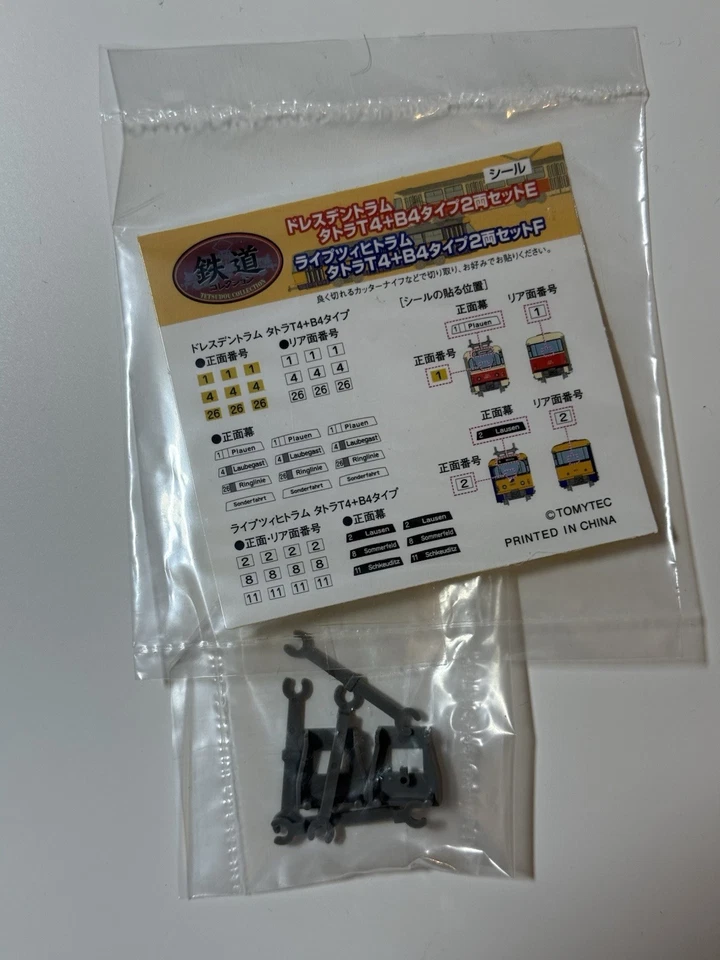 シール
ドレスデントラム
タトラT4+B4タイプ2両セットE
ライプツィヒトラム
タトラT4+B4タイプ2両セットF
鉄道
コレクション
TETSUDOU COLLECTION
良く切れるカッターナイフなどで切り取り、お好みでお貼りください。
ドレスデントラム タトラT4+B4タイプ
●正面番号
1 1 1
4 4 4
26 26 26
●リア面番号
1 1 1
4 4 4
26 26 26
●正面幕
1 Plauen 1 Plauen 1 Plauen
4 Laubegast 4 Laubegast 4 Laubegast
26 Ringlinie 26 Ringlinie 26 Ringlinie
Sonderfahrt Sonderfahrt Sonderfahrt
ライプツィヒトラム タトラT4+B4タイプ
●正面・リア面番号
2 2 2 2
8 8 8 8
11 11 11 11
●正面幕
2 Lausen 2 Lausen
8 Sommerfeld 8 Sommerfeld
11 Schkeuditz 11 Schkeuditz
[シールの貼る位置]
正面幕
1 Plauen
リア面番号
1
正面番号
1
正面幕
2 Lausen
リア面番号
2
正面番号
2
©TOMYTEC
PRINTED IN CHINA